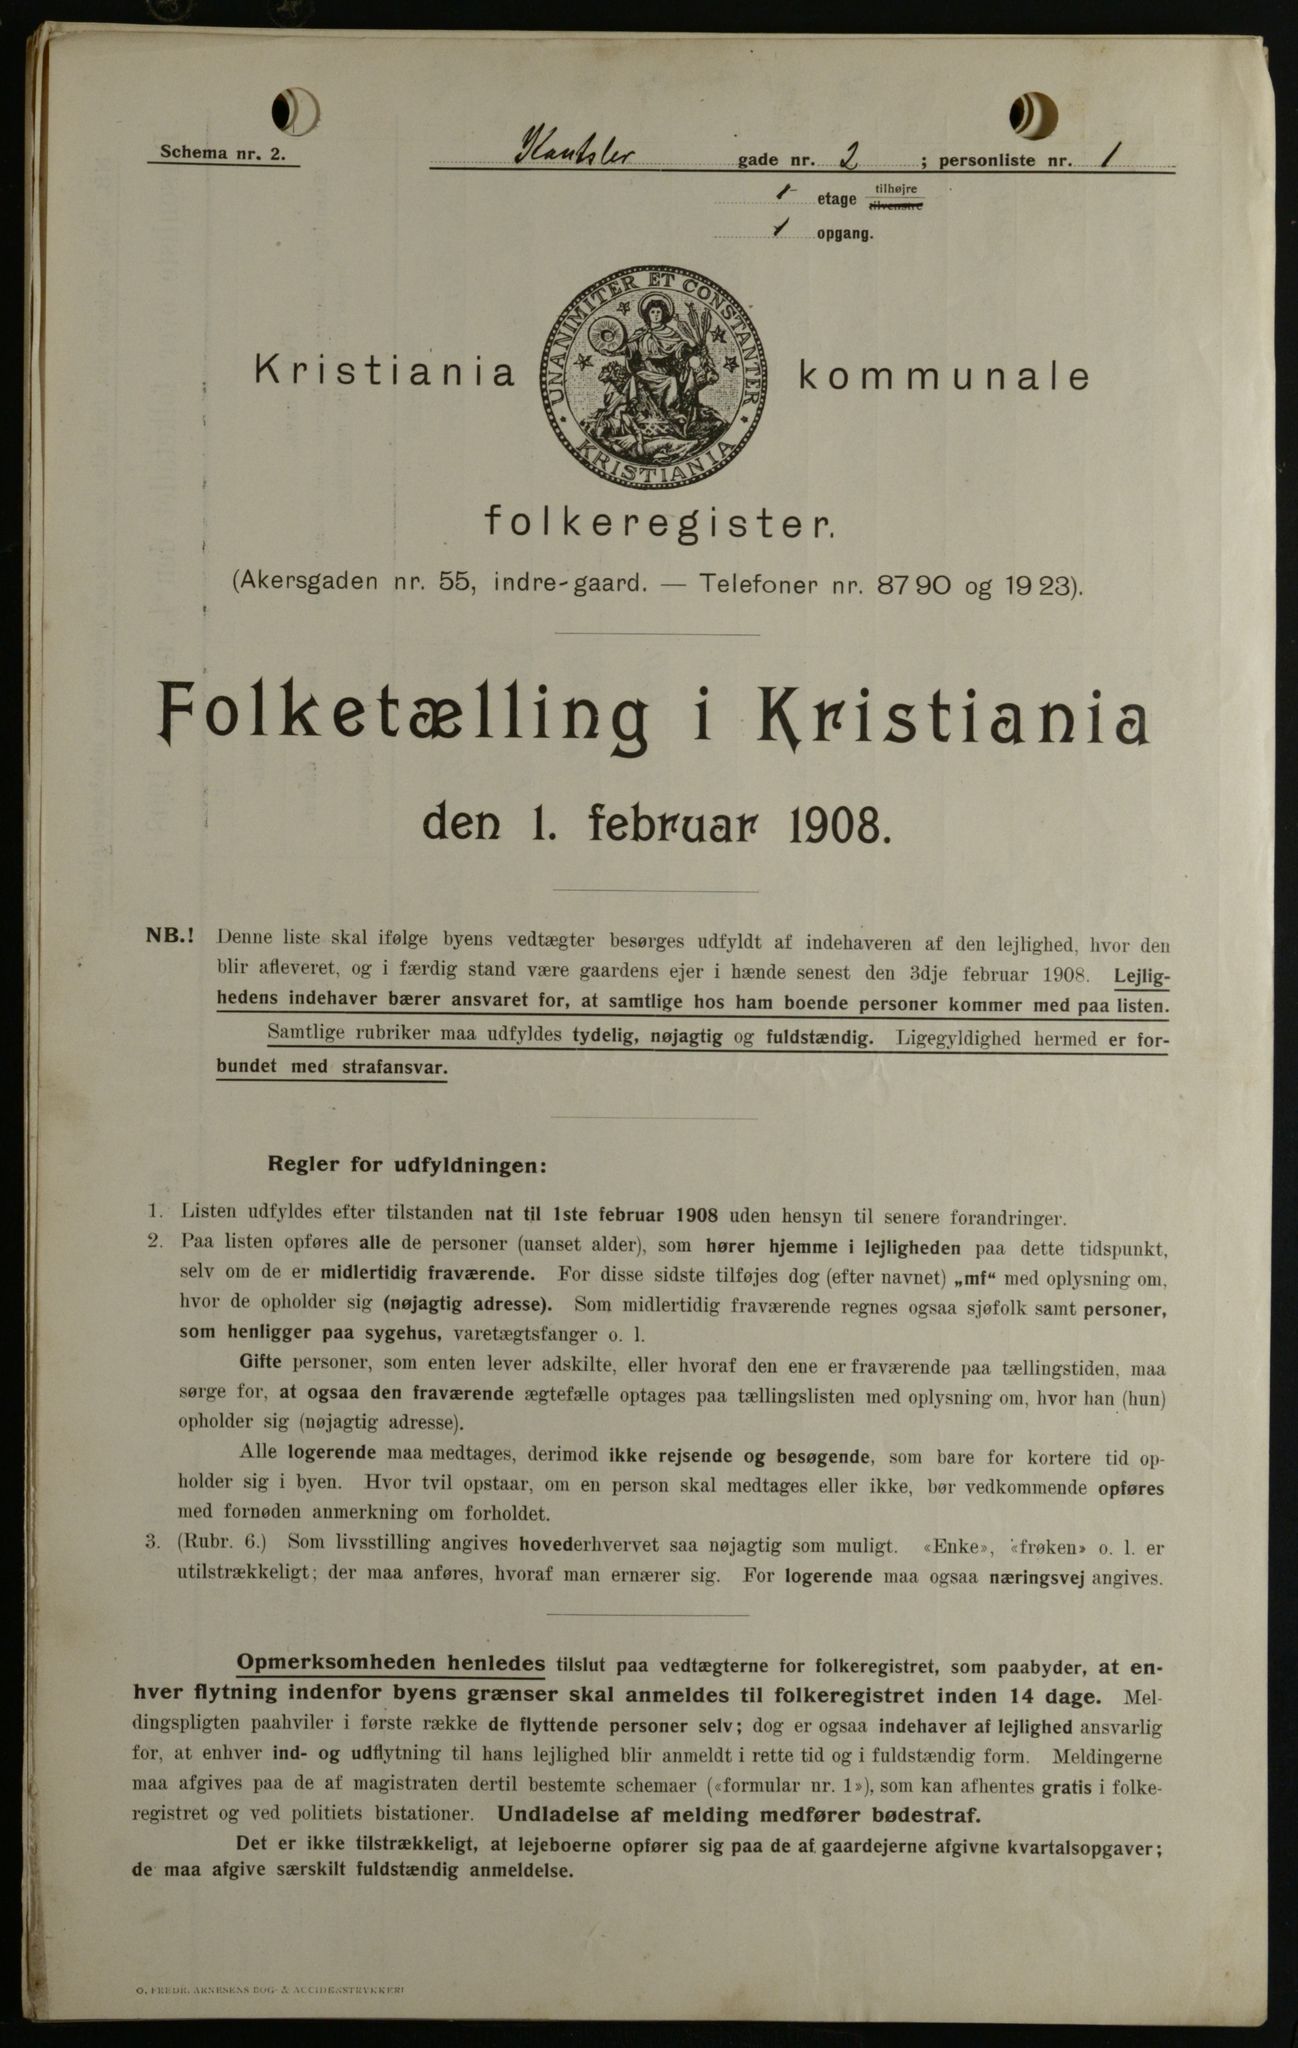 Schema nr. 2.
Kantsler gade nr. 2 ; personliste nr. 1
1 etage tilhøjre tilvenstre
1 opgang.
UNANIMITER ET CONSTANTER
KRISTIANIA
Kristiania kommunale
folkeregister.
(Akersgaden nr. 55, indre-gaard. — Telefoner nr. 8790 og 1923).
Folketælling i Kristiania
den 1. februar 1908.
NB.! Denne liste skal ifølge byens vedtægter besørges udfyldt af indehaveren af den lejlighed, hvor den
blir afleveret, og i færdig stand være gaardens ejer i hænde senest den 3dje februar 1908. Lejlig-
hedens indehaver bærer ansvaret for, at samtlige hos ham boende personer kommer med paa listen.
Samtlige rubriker maa udfyldes tydelig, nøjagtig og fuldstændig. Ligegyldighed hermed er for-
bundet med strafansvar.
Regler for udfyldningen:
1. Listen udfyldes efter tilstanden nat til 1ste februar 1908 uden hensyn til senere forandringer.
2. Paa listen opføres alle de personer (uanset alder), som hører hjemme i lejligheden paa dette tidspunkt,
selv om de er midlertidig fraværende. For disse sidste tilføjes dog (efter navnet) „mf“ med oplysning om,
hvor de opholder sig (nøjagtig adresse). Som midlertidig fraværende regnes ogsaa sjøfolk samt personer,
som henligger paa sygehus, varetægtsfanger o. l.
Gifte personer, som enten lever adskilte, eller hvoraf den ene er fraværende paa tællingstiden, maa
sørge for, at ogsaa den fraværende ægtefælle optages paa tællingslisten med oplysning om, hvor han (hun)
opholder sig (nøjagtig adresse).
Alle logerende maa medtages, derimod ikke rejsende og besøgende, som bare for kortere tid op-
holder sig i byen. Hvor tvil opstaar, om en person skal medtages eller ikke, bør vedkommende opføres
med fornøden anmerkning om forholdet.
3. (Rubr. 6.) Som livsstilling angives hovederhvervet saa nøjagtig som muligt. «Enke», «frøken» o. l. er
utilstrækkeligt; der maa anføres, hvoraf man ernærer sig. For logerende maa ogsaa næringsvej angives.
Opmerksomheden henledes tilslut paa vedtægterne for folkeregistret, som paabyder, at en-
hver flytning indenfor byens grænser skal anmeldes til folkeregistret inden 14 dage. Mel-
dingspligten paahviler i første række de flyttende personer selv; dog er ogsaa indehaver af lejlighed ansvarlig
for, at enhver ind- og udflytning til hans lejlighed blir anmeldt i rette tid og i fuldstændig form. Meldingerne
maa afgives paa de af magistraten dertil bestemte schemaer («formular nr. 1»), som kan afhentes gratis i folke-
registret og ved politiets bistationer. Undladelse af melding medfører bødestraf.
Det er ikke tilstrækkeligt, at lejeboerne opfører sig paa de af gaardejerne afgivne kvartalsopgaver;
de maa afgive særskilt fuldstændig anmeldelse.
O. FREDR. ARNESENS BOG- & ACCIDENSTRYKKERI